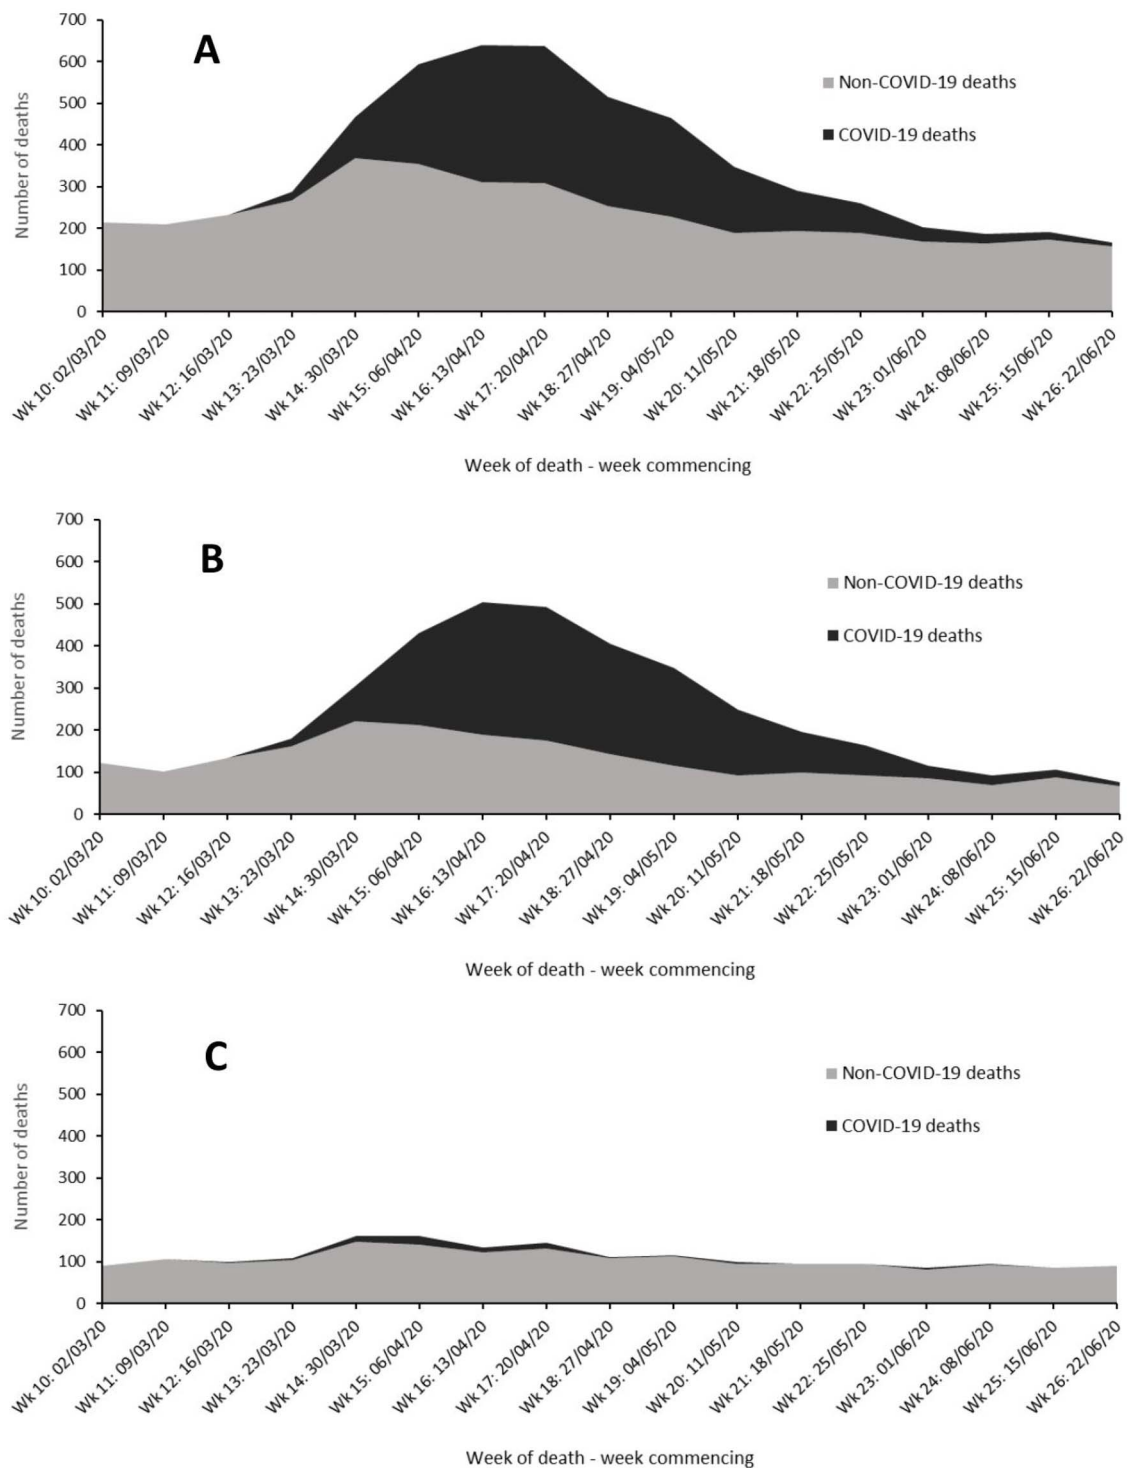 A
700
600
500
400
300
200
100
0
Number of deaths
Non-COVID-19 deaths
COVID-19 deaths
Wk 10: 02/03/20
Wk 11: 09/03/20
Wk 12: 16/03/20
Wk 13: 23/03/20
Wk 14: 30/03/20
Wk 15: 06/04/20
Wk 16: 13/04/20
Wk 17: 20/04/20
Wk 18: 27/04/20
Wk 19: 04/05/20
Wk 20: 11/05/20
Wk 21: 18/05/20
Wk 22: 25/05/20
Wk 23: 01/06/20
Wk 24: 08/06/20
Wk 25: 15/06/20
Wk 26: 22/06/20
Week of death - week commencing
B
700
600
500
400
300
200
100
0
Number of deaths
Non-COVID-19 deaths
COVID-19 deaths
Wk 10: 02/03/20
Wk 11: 09/03/20
Wk 12: 16/03/20
Wk 13: 23/03/20
Wk 14: 30/03/20
Wk 15: 06/04/20
Wk 16: 13/04/20
Wk 17: 20/04/20
Wk 18: 27/04/20
Wk 19: 04/05/20
Wk 20: 11/05/20
Wk 21: 18/05/20
Wk 22: 25/05/20
Wk 23: 01/06/20
Wk 24: 08/06/20
Wk 25: 15/06/20
Wk 26: 22/06/20
Week of death - week commencing
C
700
600
500
400
300
200
100
0
Number of deaths
Non-COVID-19 deaths
COVID-19 deaths
Wk 10: 02/03/20
Wk 11: 09/03/20
Wk 12: 16/03/20
Wk 13: 23/03/20
Wk 14: 30/03/20
Wk 15: 06/04/20
Wk 16: 13/04/20
Wk 17: 20/04/20
Wk 18: 27/04/20
Wk 19: 04/05/20
Wk 20: 11/05/20
Wk 21: 18/05/20
Wk 22: 25/05/20
Wk 23: 01/06/20
Wk 24: 08/06/20
Wk 25: 15/06/20
Wk 26: 22/06/20
Week of death - week commencing